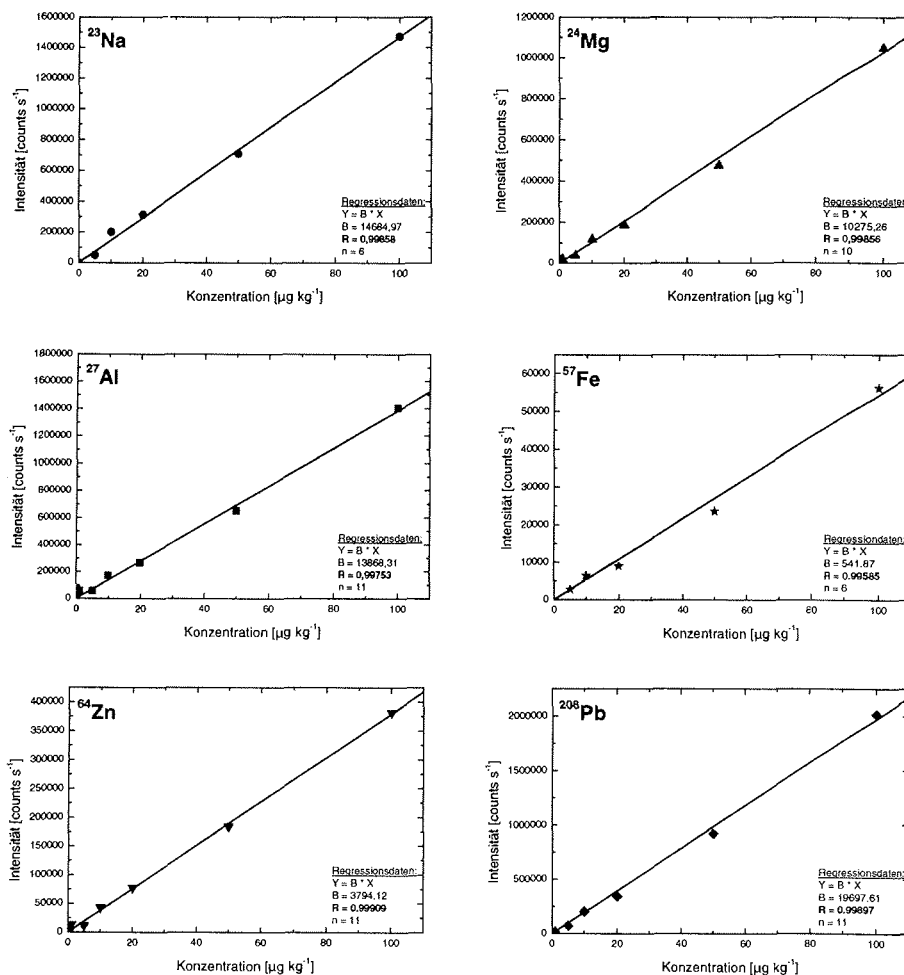 23Na
1600000
1400000
1200000
1000000
800000
600000
400000
200000
0
0 20 40 60 80 100
Intensität [counts s-1]
Konzentration [µg kg-1]
Regressionsdaten:
Y = B * X
B = 14684,97
R = 0,99858
n = 6
24Mg
1200000
1000000
800000
600000
400000
200000
0
0 20 40 60 80 100
Intensität [counts s-1]
Konzentration [µg kg-1]
Regressionsdaten:
Y = B * X
B = 10275,26
R = 0,99856
n = 10
27Al
1800000
1600000
1400000
1200000
1000000
800000
600000
400000
200000
0
0 20 40 60 80 100
Intensität [counts s-1]
Konzentration [µg kg-1]
Regressionsdaten:
Y = B * X
B = 13868,31
R = 0,99753
n = 11
57Fe
60000
50000
40000
30000
20000
10000
0
0 20 40 60 80 100
Intensität [counts s-1]
Konzentration [µg kg-1]
Regressionsdaten:
Y = B * X
B = 541.87
R = 0.99585
n = 6
64Zn
400000
350000
300000
250000
200000
150000
100000
50000
0
0 20 40 60 80 100
Intensität [counts s-1]
Konzentration [µg kg-1]
Regressionsdaten:
Y = B * X
B = 3794,12
R = 0.99909
n = 11
208Pb
2000000
1500000
1000000
500000
0
0 20 40 60 80 100
Intensität [counts s-1]
Konzentration [µg kg-1]
Regressionsdaten:
Y = B * X
B = 19697.61
R = 0.99897
n = 11